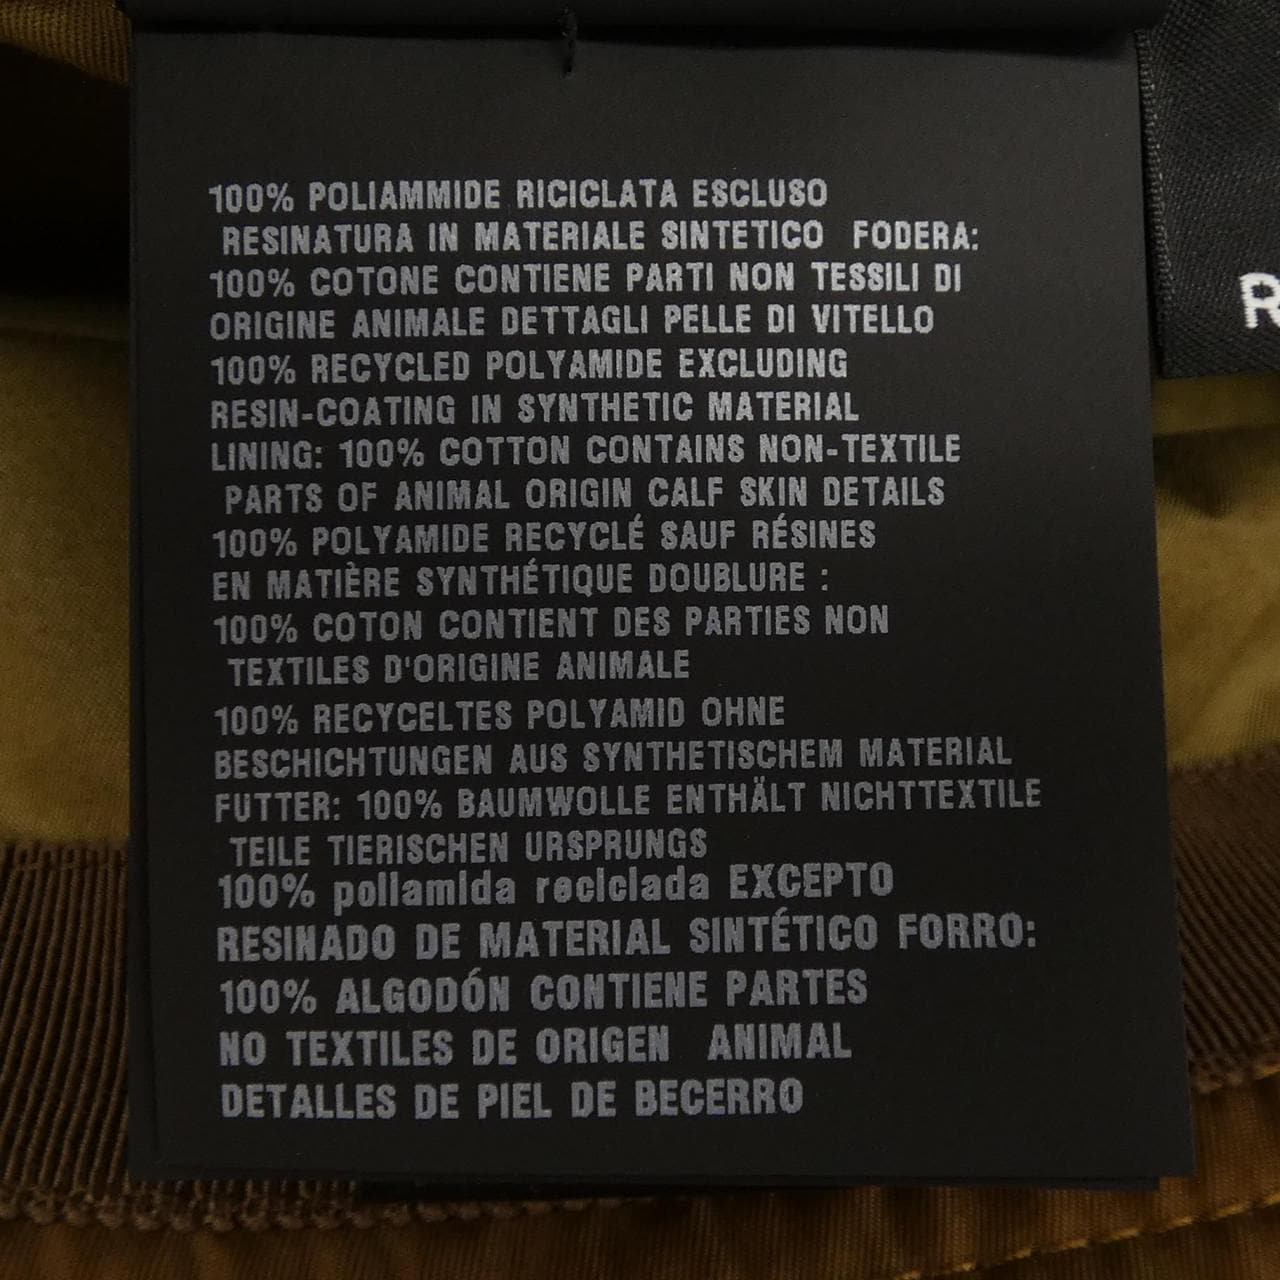 100% POLIAMMIDE RICICLATA ESCLUSO
RESINATURA IN MATERIALE SINTETICO FODERA:
100% COTONE CONTIENE PARTI NON TESSILI DI
ORIGINE ANIMALE DETTAGLI PELLE DI VITELLO
100% RECYCLED POLYAMIDE EXCLUDING
RESIN-COATING IN SYNTHETIC MATERIAL
LINING: 100% COTTON CONTAINS NON-TEXTILE
PARTS OF ANIMAL ORIGIN CALF SKIN DETAILS
100% POLYAMIDE RECYCLÉ SAUF RÉSINES
EN MATIÈRE SYNTHÉTIQUE DOUBLURE :
100% COTON CONTIENT DES PARTIES NON
TEXTILES D'ORIGINE ANIMALE
100% RECYCELTES POLYAMID OHNE
BESCHICHTUNGEN AUS SYNTHETISCHEM MATERIAL
FUTTER: 100% BAUMWOLLE ENTHÄLT NICHTTEXTILE
TEILE TIERISCHEN URSPRUNGS
100% poliamida reciclada EXCEPTO
RESINADO DE MATERIAL SINTÉTICO FORRO:
100% ALGODÓN CONTIENE PARTES
NO TEXTILES DE ORIGEN ANIMAL
DETALLES DE PIEL DE BECERRO
R